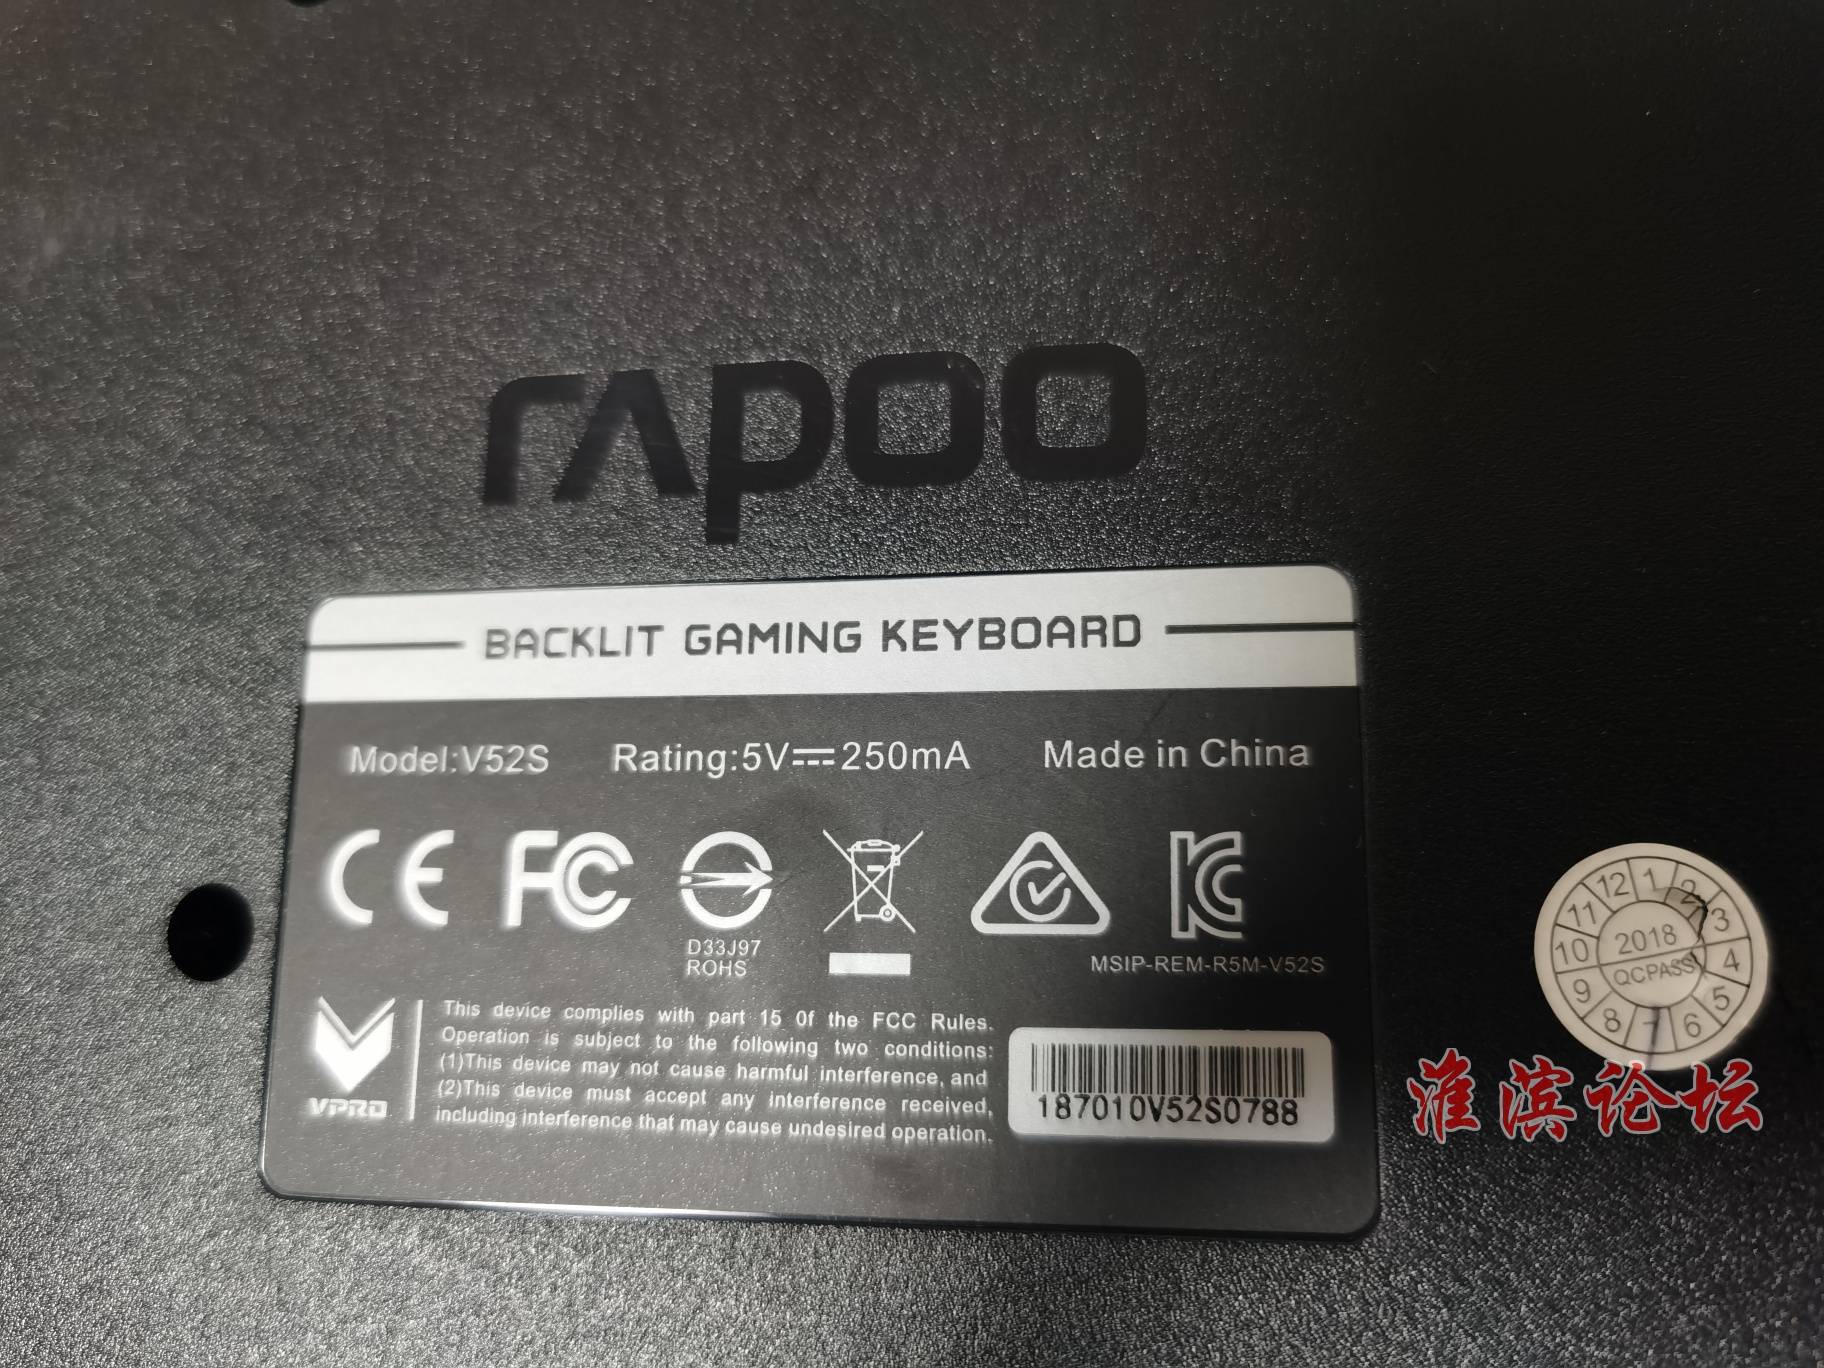 rapoo
BACKLIT GAMING KEYBOARD
Model:V52S Rating:5V⎓250mA Made in China
CE FC KC
D33J97
ROHS
MSIP-REM-R5M-V52S
VPRO
This device complies with part 15 Of the FCC Rules.
Operation is subject to the following two conditions:
(1)This device may not cause harmful interference, and
(2)This device must accept any interference received,
including interference that may cause undesired operation.
187010V52S0788
12 1 2 3 4 5 6 7 8 9 10 11
2018
QCPASS
淮滨论坛